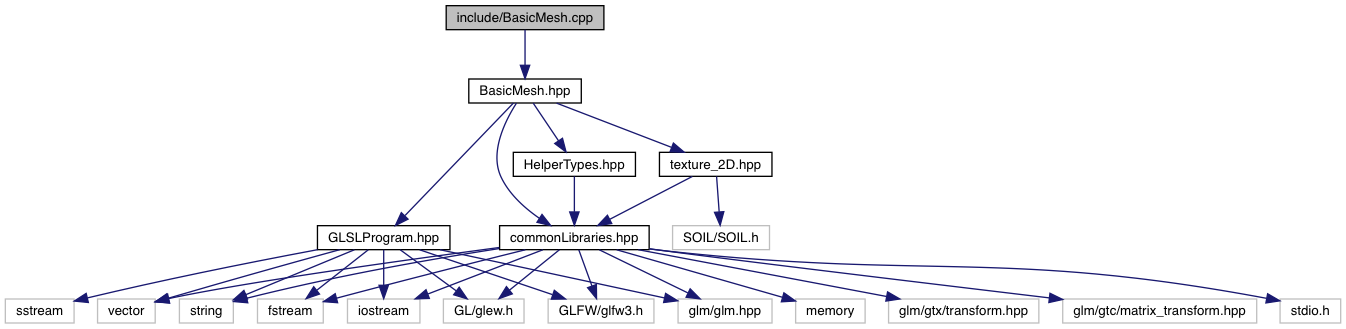 include/BasicMesh.cpp
BasicMesh.hpp
HelperTypes.hpp
texture_2D.hpp
GLSLProgram.hpp
commonLibraries.hpp
SOIL/SOIL.h
sstream
vector
string
fstream
iostream
GL/glew.h
GLFW/glfw3.h
glm/glm.hpp
memory
glm/gtx/transform.hpp
glm/gtc/matrix_transform.hpp
stdio.h